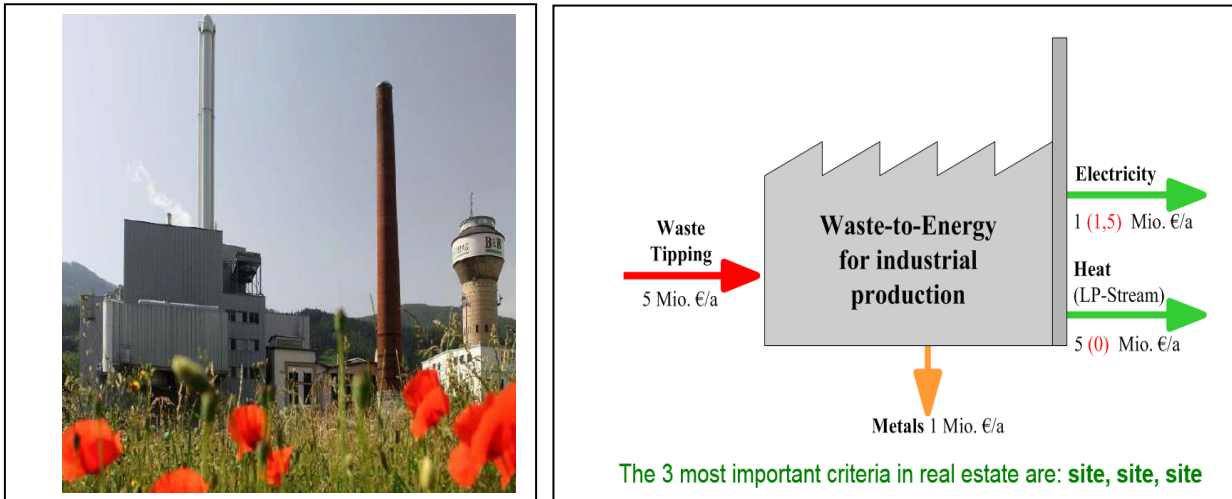 B&R
Waste
Tipping
5 Mio. €/a
Waste-to-Energy
for industrial
production
Electricity
1 (1,5) Mio. €/a
Heat
(LP-Stream)
5 (0) Mio. €/a
Metals 1 Mio. €/a
The 3 most important criteria in real estate are: site, site, site